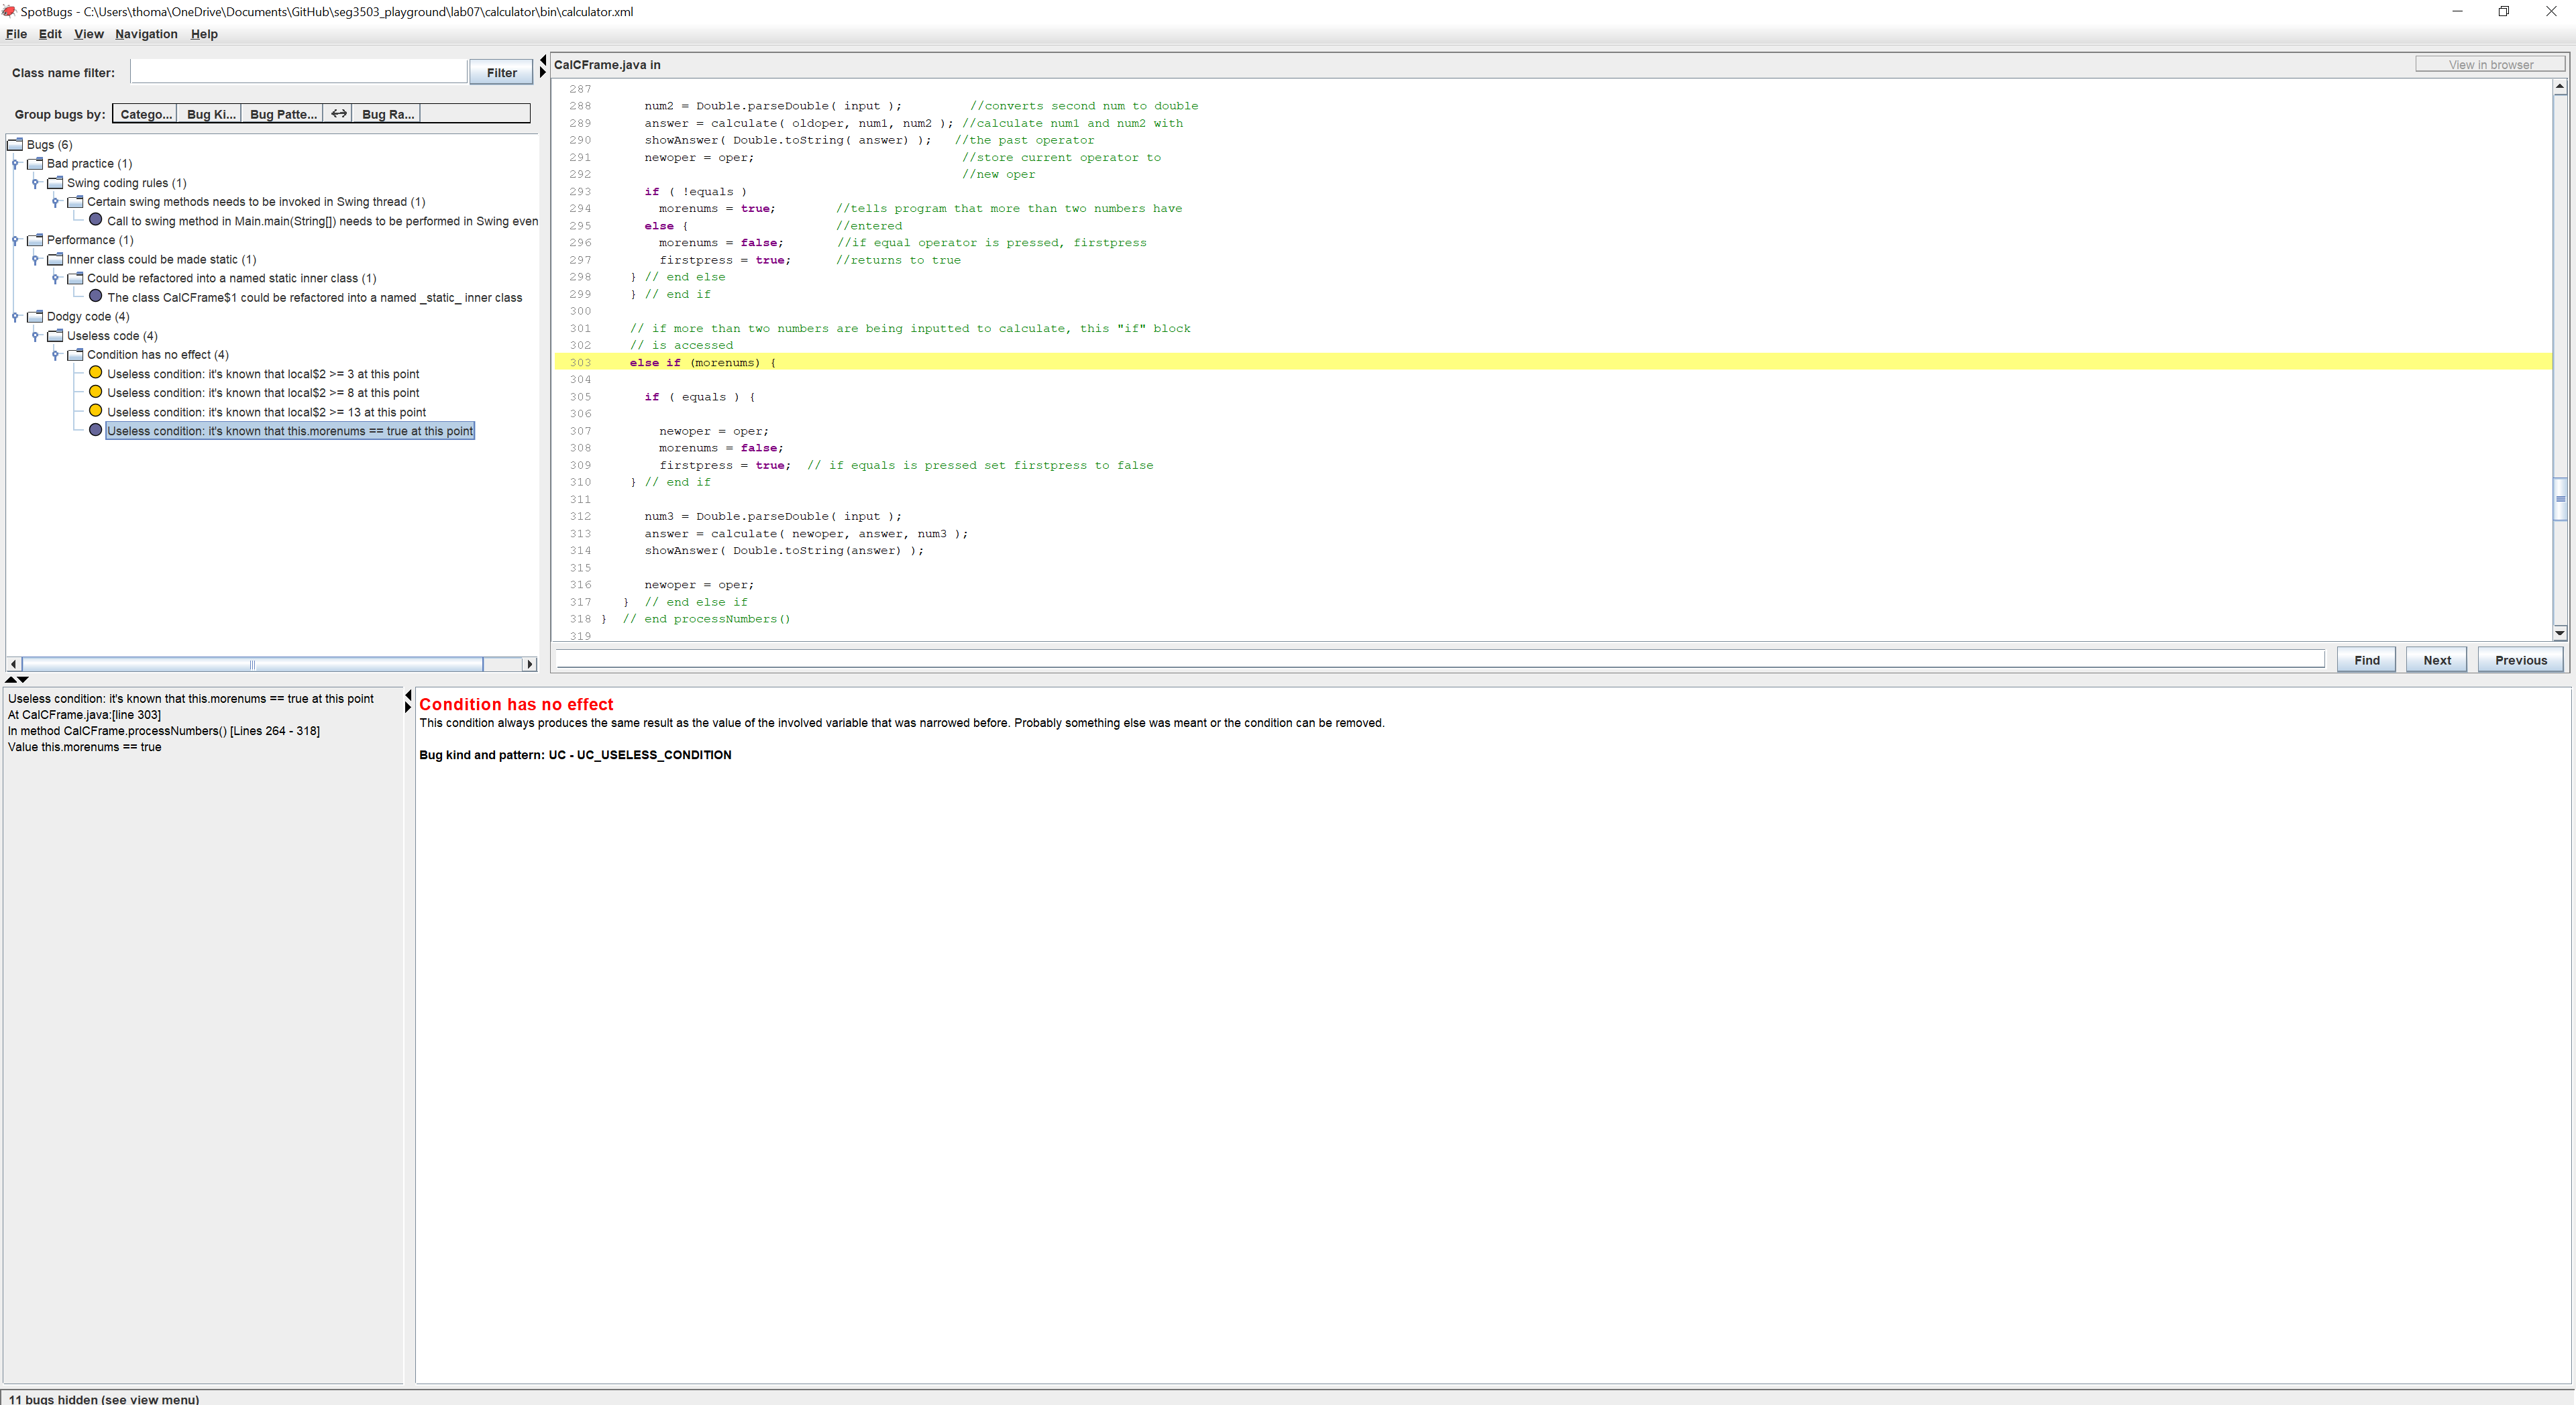 SpotBugs - C:\Users\thoma\OneDrive\Documents\GitHub\seg3503_playground\lab07\calculator\bin\calculator.xml
File Edit View Navigation Help
Class name filter: Filter
Group bugs by: Catego... Bug Ki... Bug Patte... ↔ Bug Ra...
Bugs (6)
Bad practice (1)
Swing coding rules (1)
Certain swing methods needs to be invoked in Swing thread (1)
Call to swing method in Main.main(String[]) needs to be performed in Swing even
Performance (1)
Inner class could be made static (1)
Could be refactored into a named static inner class (1)
The class CalCFrame$1 could be refactored into a named _static_ inner class
Dodgy code (4)
Useless code (4)
Condition has no effect (4)
Useless condition: it's known that local$2 >= 3 at this point
Useless condition: it's known that local$2 >= 8 at this point
Useless condition: it's known that local$2 >= 13 at this point
Useless condition: it's known that this.morenums == true at this point
CalCFrame.java in
View in browser
287
288 num2 = Double.parseDouble( input ); //converts second num to double
289 answer = calculate( oldoper, num1, num2 ); //calculate num1 and num2 with
290 showAnswer( Double.toString( answer) ); //the past operator
291 newoper = oper; //store current operator to
292 //new oper
293 if ( !equals )
294 morenums = true; //tells program that more than two numbers have
295 else { //entered
296 morenums = false; //if equal operator is pressed, firstpress
297 firstpress = true; //returns to true
298 } // end else
299 } // end if
300
301 // if more than two numbers are being inputted to calculate, this "if" block
302 // is accessed
303 else if (morenums) {
304
305 if ( equals ) {
306
307 newoper = oper;
308 morenums = false;
309 firstpress = true; // if equals is pressed set firstpress to false
310 } // end if
311
312 num3 = Double.parseDouble( input );
313 answer = calculate( newoper, answer, num3 );
314 showAnswer( Double.toString(answer) );
315
316 newoper = oper;
317 } // end else if
318 } // end processNumbers()
319
Find Next Previous
Useless condition: it's known that this.morenums == true at this point
At CalCFrame.java:[line 303]
In method CalCFrame.processNumbers() [Lines 264 - 318]
Value this.morenums == true
Condition has no effect
This condition always produces the same result as the value of the involved variable that was narrowed before. Probably something else was meant or the condition can be removed.
Bug kind and pattern: UC - UC_USELESS_CONDITION
11 bugs hidden (see view menu)